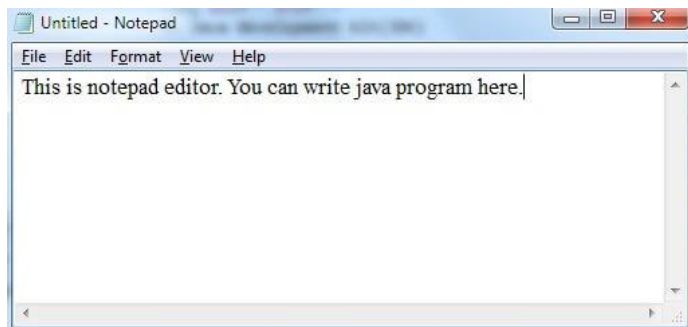 Untitled - Notepad
File Edit Format View Help
This is notepad editor. You can write java program here.